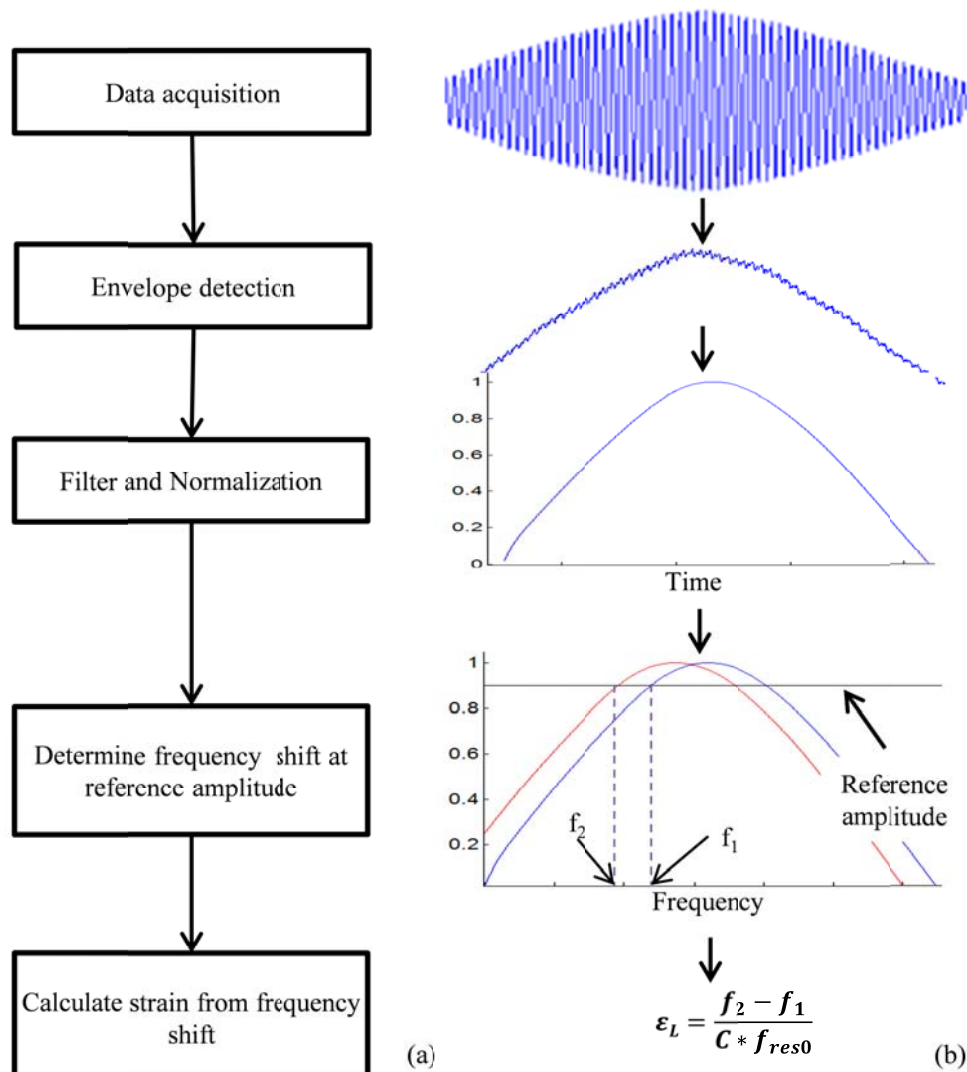 Data acquisition
Envelope detection
Filter and Normalization
Determine frequency shift at
reference amplitude
Calculate strain from frequency
shift
(a)
1
0.8
0.6
0.4
0.2
0
Time
1
0.8
0.6
0.4
0.2
f₂
f₁
Reference
amplitude
Frequency
ε_L = (f₂ − f₁) / (C * f_res0)
(b)